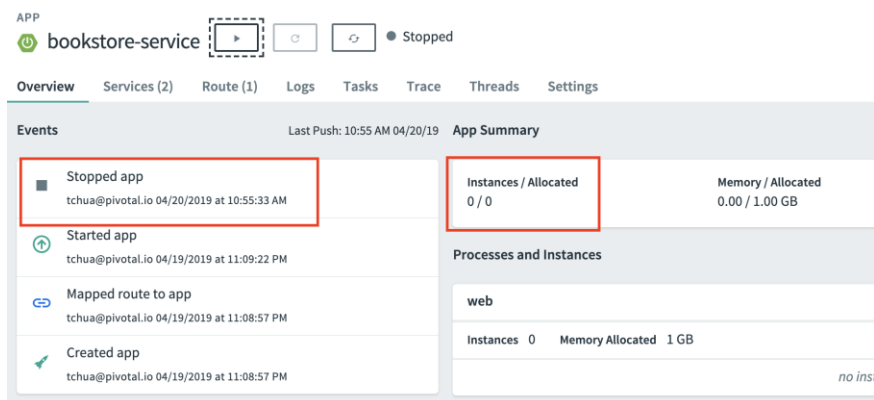 APP
bookstore-service
Stopped
Overview Services (2) Route (1) Logs Tasks Trace Threads Settings
Events Last Push: 10:55 AM 04/20/19
Stopped app
tchua@pivotal.io 04/20/2019 at 10:55:33 AM
Started app
tchua@pivotal.io 04/19/2019 at 11:09:22 PM
Mapped route to app
tchua@pivotal.io 04/19/2019 at 11:08:57 PM
Created app
tchua@pivotal.io 04/19/2019 at 11:08:57 PM
App Summary
Instances / Allocated Memory / Allocated
0 / 0 0.00 / 1.00 GB
Processes and Instances
web
Instances 0 Memory Allocated 1 GB
no ins